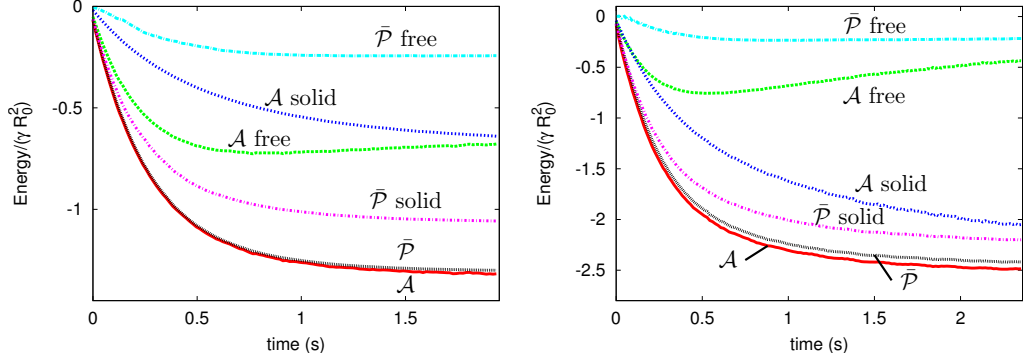 0
-0.5
-1
0
0.5
1
1.5
Energy/(γ R₀²)
time (s)
P̄ free
𝒜 solid
𝒜 free
P̄ solid
P̄
𝒜
0
-0.5
-1
-1.5
-2
-2.5
0
0.5
1
1.5
2
Energy/(γ R₀²)
time (s)
P̄ free
𝒜 free
𝒜 solid
P̄ solid
𝒜
P̄